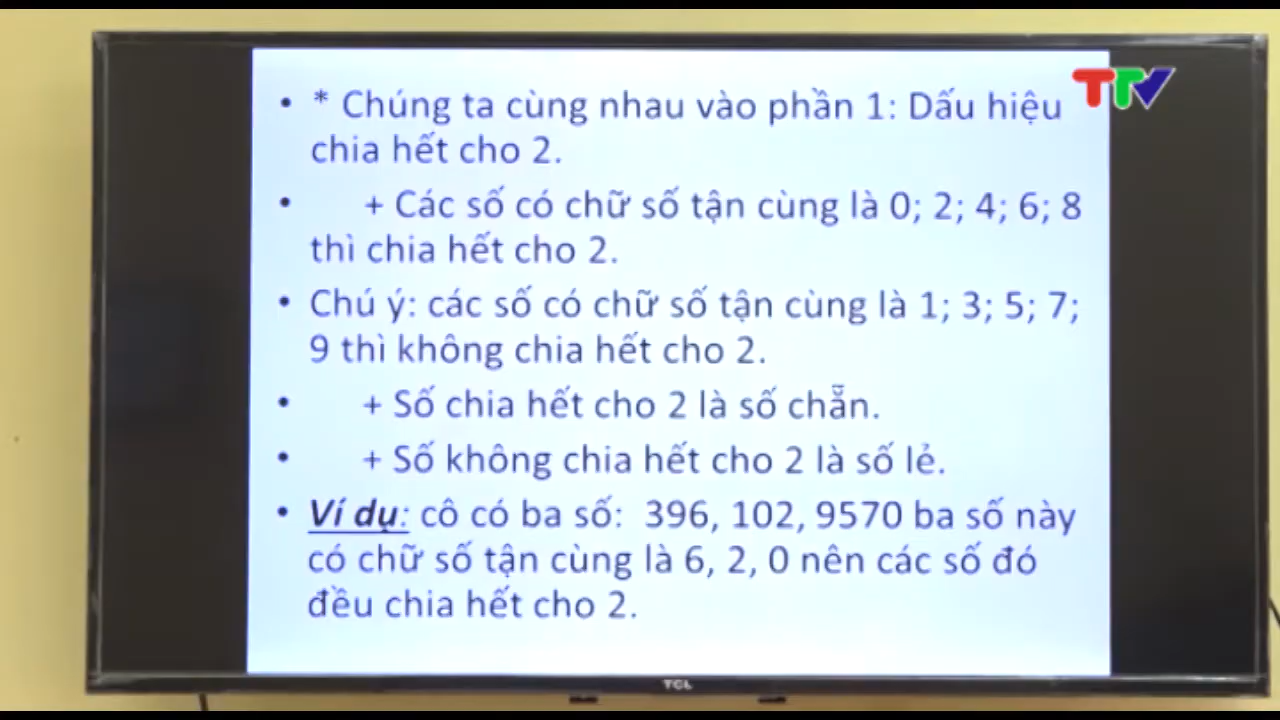 TTV
• * Chúng ta cùng nhau vào phần 1: Dấu hiệu
chia hết cho 2.
• + Các số có chữ số tận cùng là 0; 2; 4; 6; 8
thì chia hết cho 2.
• Chú ý: các số có chữ số tận cùng là 1; 3; 5; 7;
9 thì không chia hết cho 2.
• + Số chia hết cho 2 là số chẵn.
• + Số không chia hết cho 2 là số lẻ.
• Ví dụ: cô có ba số: 396, 102, 9570 ba số này
có chữ số tận cùng là 6, 2, 0 nên các số đó
đều chia hết cho 2.
TCL